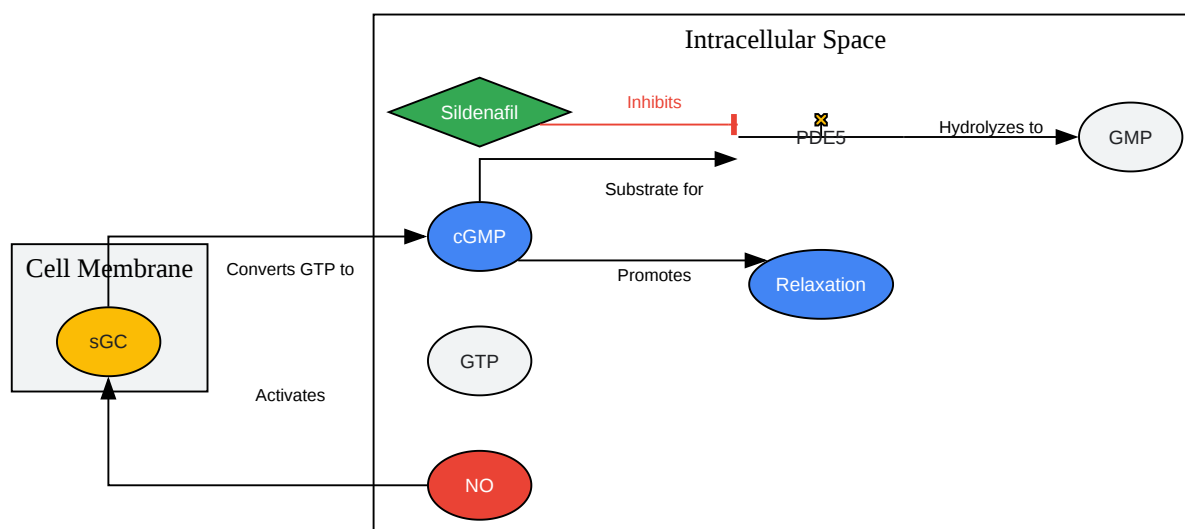 Intracellular Space
Sildenafil
Inhibits
PDE5
Hydrolyzes to
GMP
Substrate for
cGMP
Cell Membrane
Converts GTP to
Promotes
Relaxation
sGC
GTP
Activates
NO